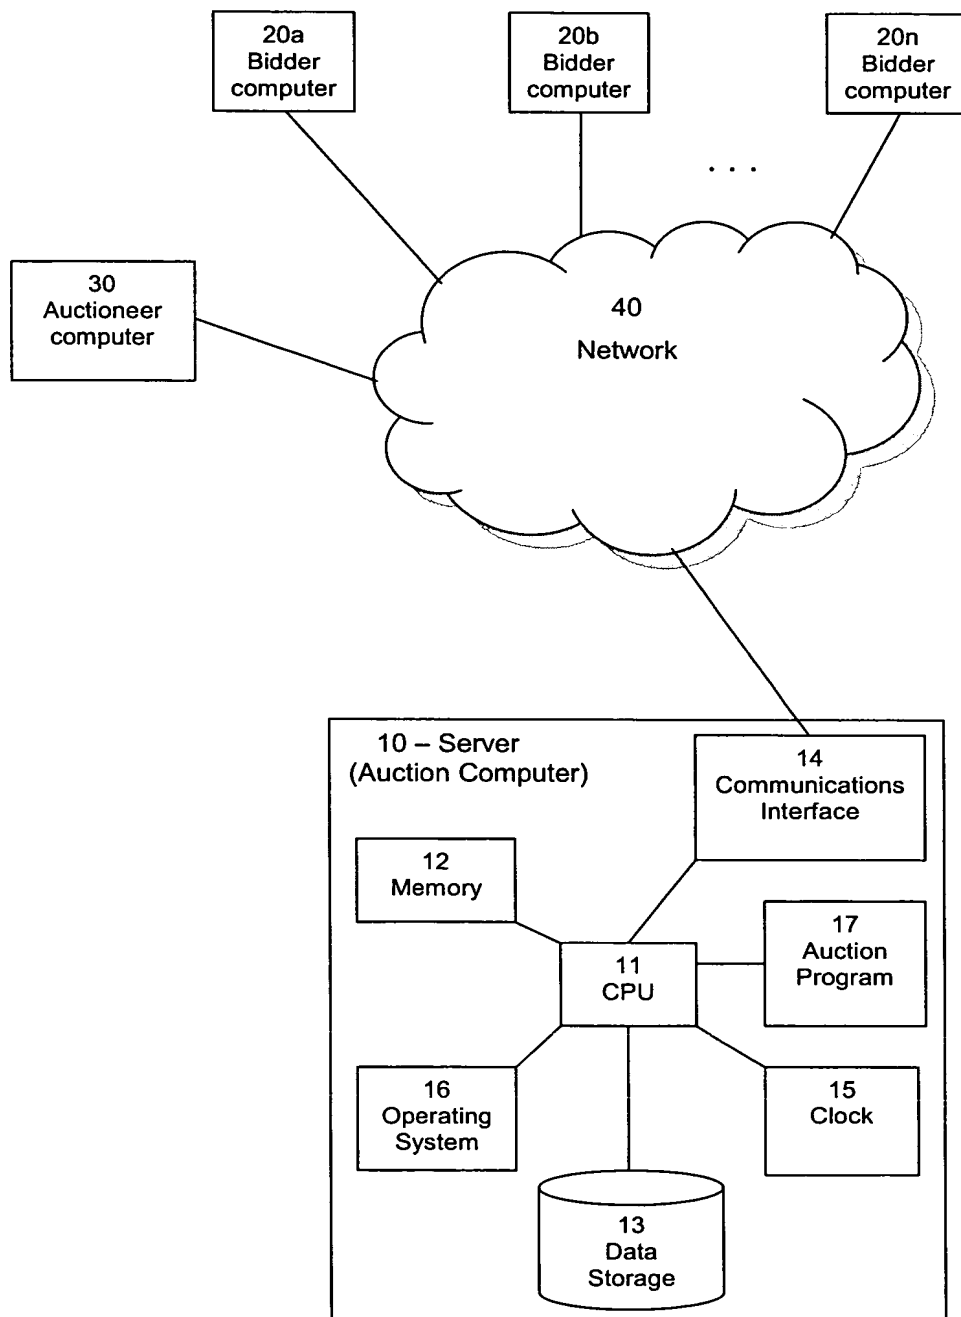 20a
Bidder
computer
20b
Bidder
computer
20n
Bidder
computer
. . .
30
Auctioneer
computer
40
Network
10 – Server
(Auction Computer)
14
Communications
Interface
12
Memory
17
Auction
Program
11
CPU
16
Operating
System
15
Clock
13
Data
Storage